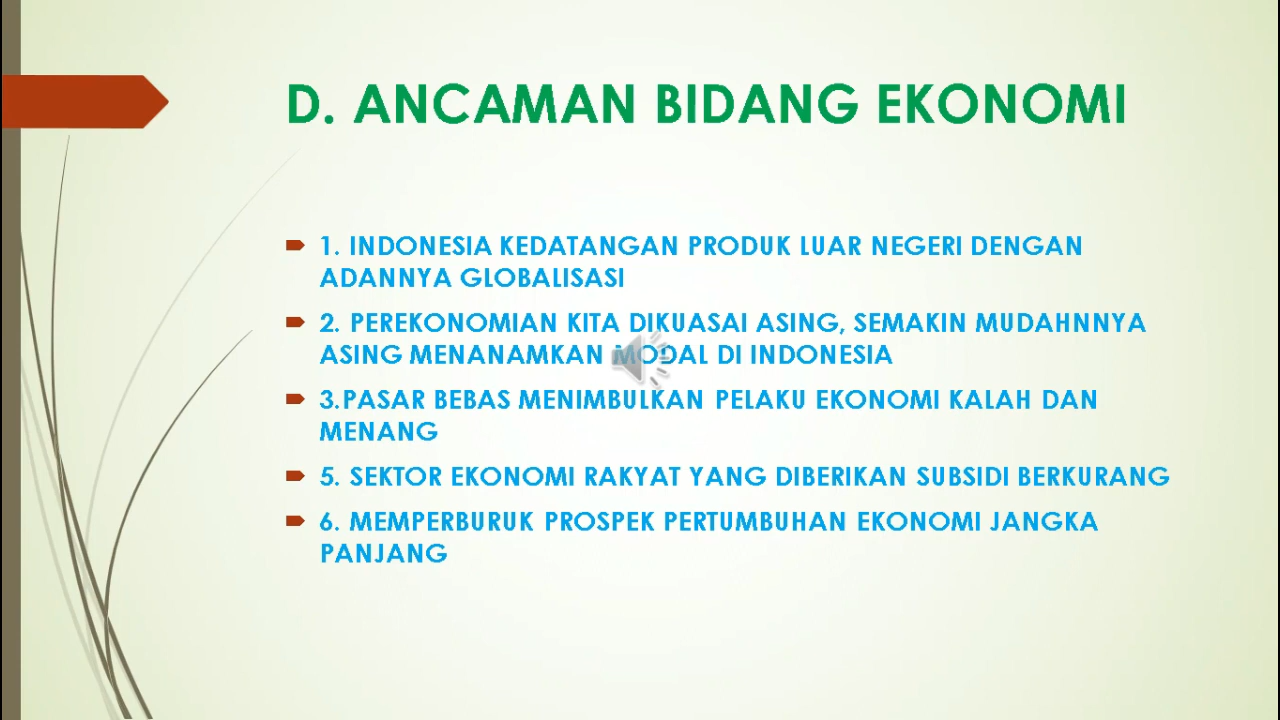 D. ANCAMAN BIDANG EKONOMI
1. INDONESIA KEDATANGAN PRODUK LUAR NEGERI DENGAN
ADANNYA GLOBALISASI
2. PEREKONOMIAN KITA DIKUASAI ASING, SEMAKIN MUDAHNNYA
ASING MENANAMKAN MODAL DI INDONESIA
3.PASAR BEBAS MENIMBULKAN PELAKU EKONOMI KALAH DAN
MENANG
5. SEKTOR EKONOMI RAKYAT YANG DIBERIKAN SUBSIDI BERKURANG
6. MEMPERBURUK PROSPEK PERTUMBUHAN EKONOMI JANGKA
PANJANG